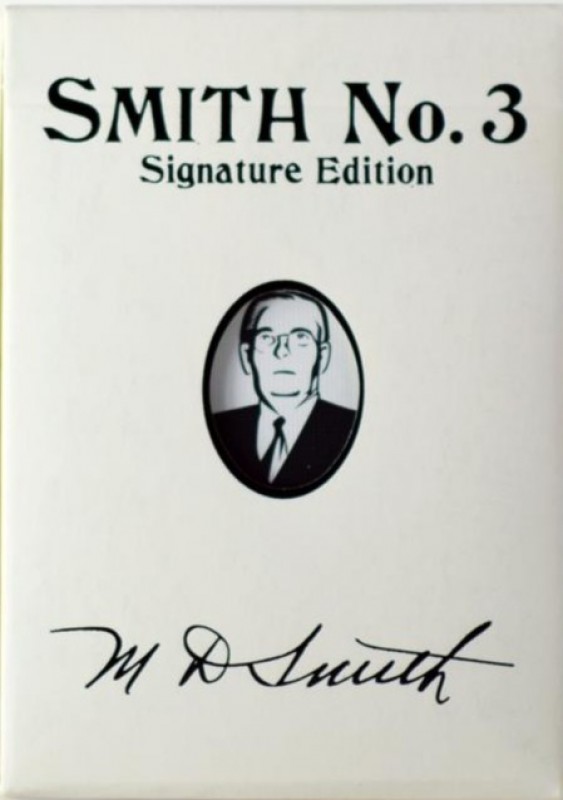 SMITH No. 3
Signature Edition
M D Smith